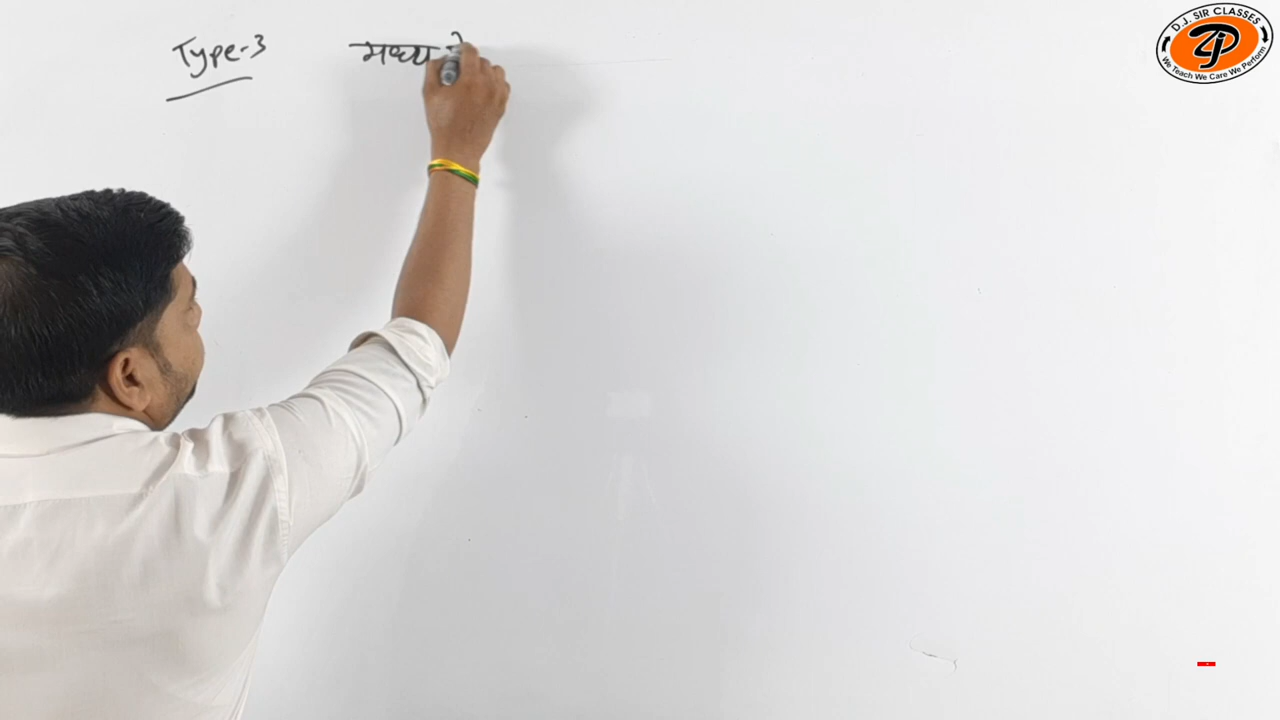 Type-3 मध्य
D.J. SIR CLASSES
We Teach We Care We Perform